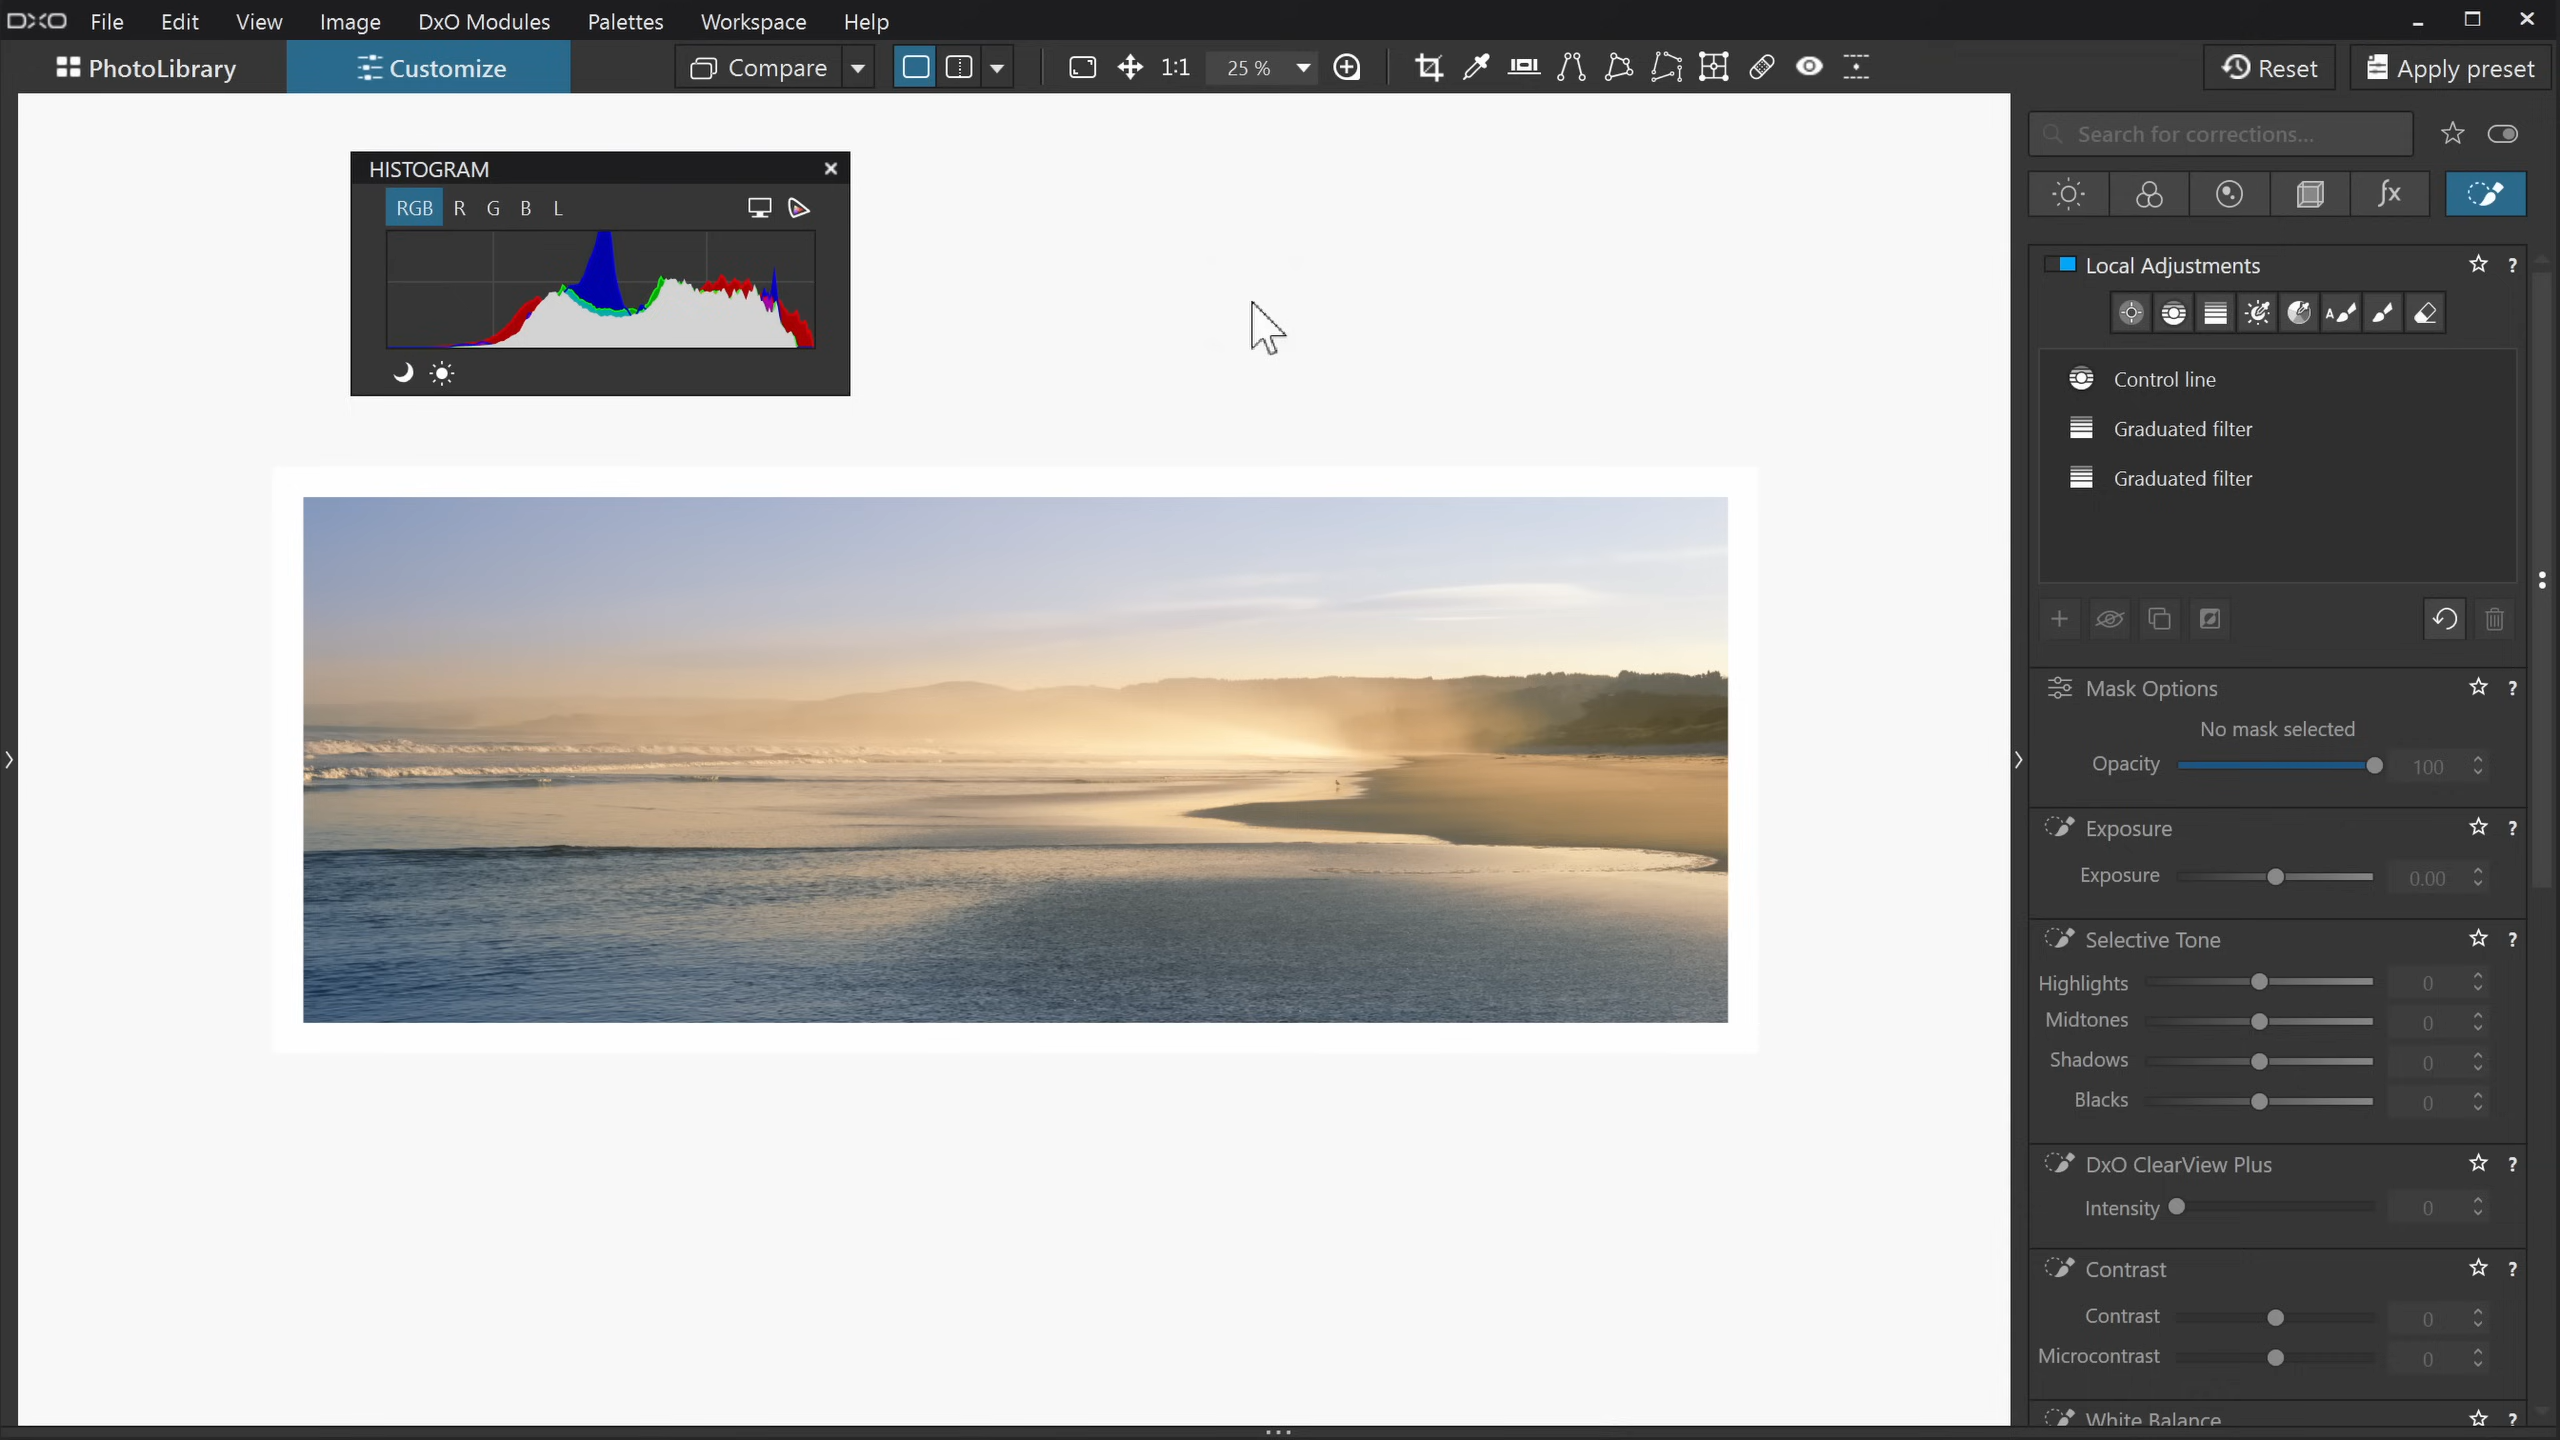 DXO File Edit View Image DxO Modules Palettes Workspace Help
PhotoLibrary Customize Compare 1:1 25 % Reset Apply preset
Search for corrections...
HISTOGRAM
RGB R G B L
fx
Local Adjustments ?
A
Control line
Graduated filter
Graduated filter
Mask Options ?
No mask selected
Opacity 100
Exposure ?
Exposure 0.00
Selective Tone ?
Highlights 0
Midtones 0
Shadows 0
Blacks 0
DxO ClearView Plus ?
Intensity 0
Contrast ?
Contrast 0
Microcontrast 0
White Balance ?